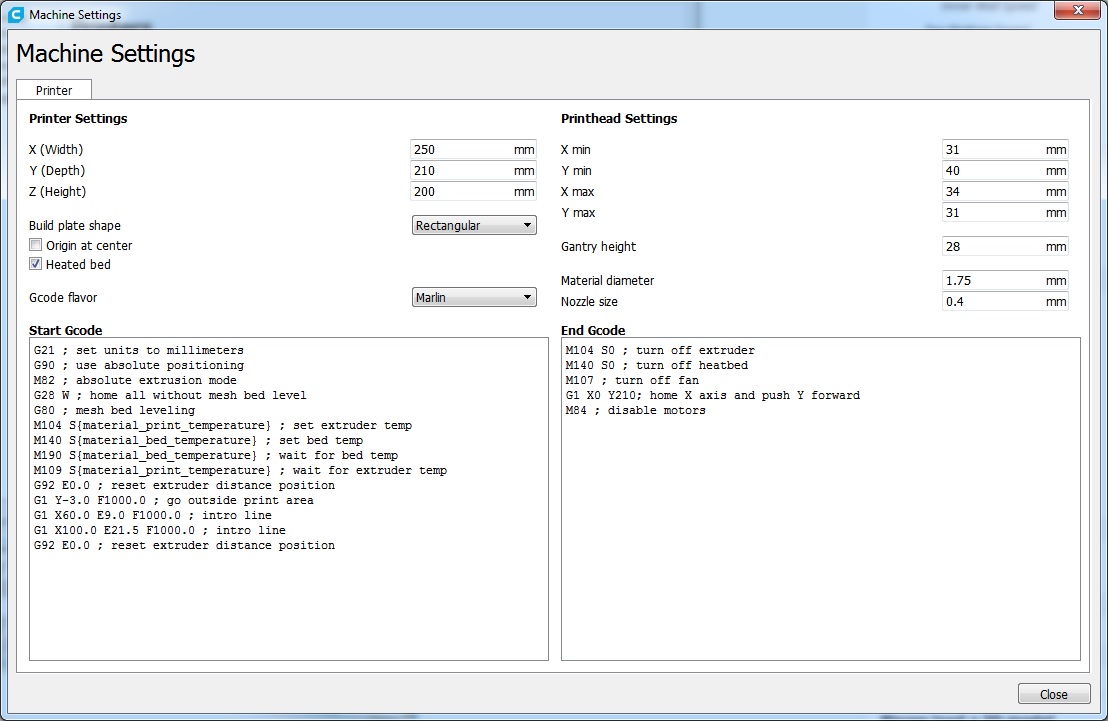 Machine Settings
Machine Settings
Printer
Printer Settings
X (Width) 250 mm
Y (Depth) 210 mm
Z (Height) 200 mm
Build plate shape Rectangular
Origin at center
Heated bed
Gcode flavor Marlin
Printhead Settings
X min 31 mm
Y min 40 mm
X max 34 mm
Y max 31 mm
Gantry height 28 mm
Material diameter 1.75 mm
Nozzle size 0.4 mm
Start Gcode
G21 ; set units to millimeters
G90 ; use absolute positioning
M82 ; absolute extrusion mode
G28 W ; home all without mesh bed level
G80 ; mesh bed leveling
M104 S{material_print_temperature} ; set extruder temp
M140 S{material_bed_temperature} ; set bed temp
M190 S{material_bed_temperature} ; wait for bed temp
M109 S{material_print_temperature} ; wait for extruder temp
G92 E0.0 ; reset extruder distance position
G1 Y-3.0 F1000.0 ; go outside print area
G1 X60.0 E9.0 F1000.0 ; intro line
G1 X100.0 E21.5 F1000.0 ; intro line
G92 E0.0 ; reset extruder distance position
End Gcode
M104 S0 ; turn off extruder
M140 S0 ; turn off heatbed
M107 ; turn off fan
G1 X0 Y210; home X axis and push Y forward
M84 ; disable motors
Close